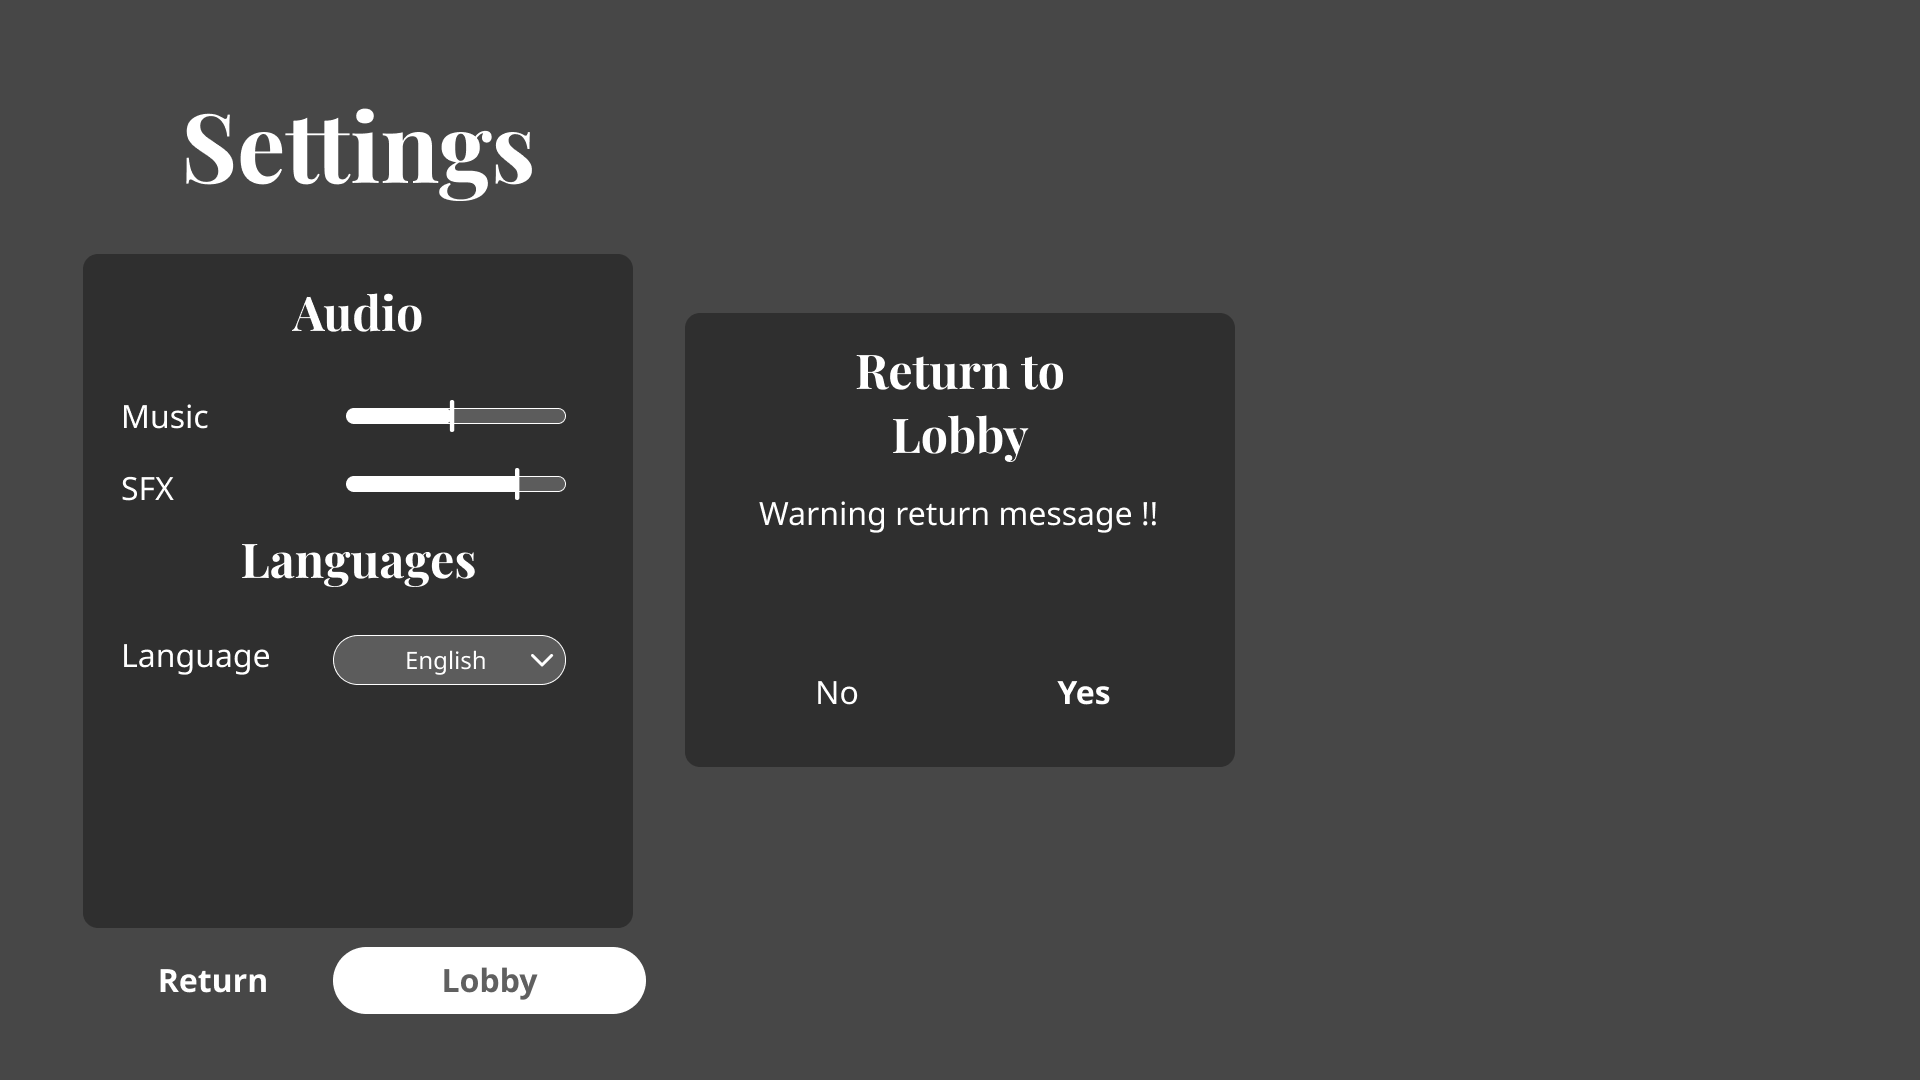 Settings
Audio
Music
SFX
Languages
Language
English
Return to
Lobby
Warning return message !!
No
Yes
Return
Lobby